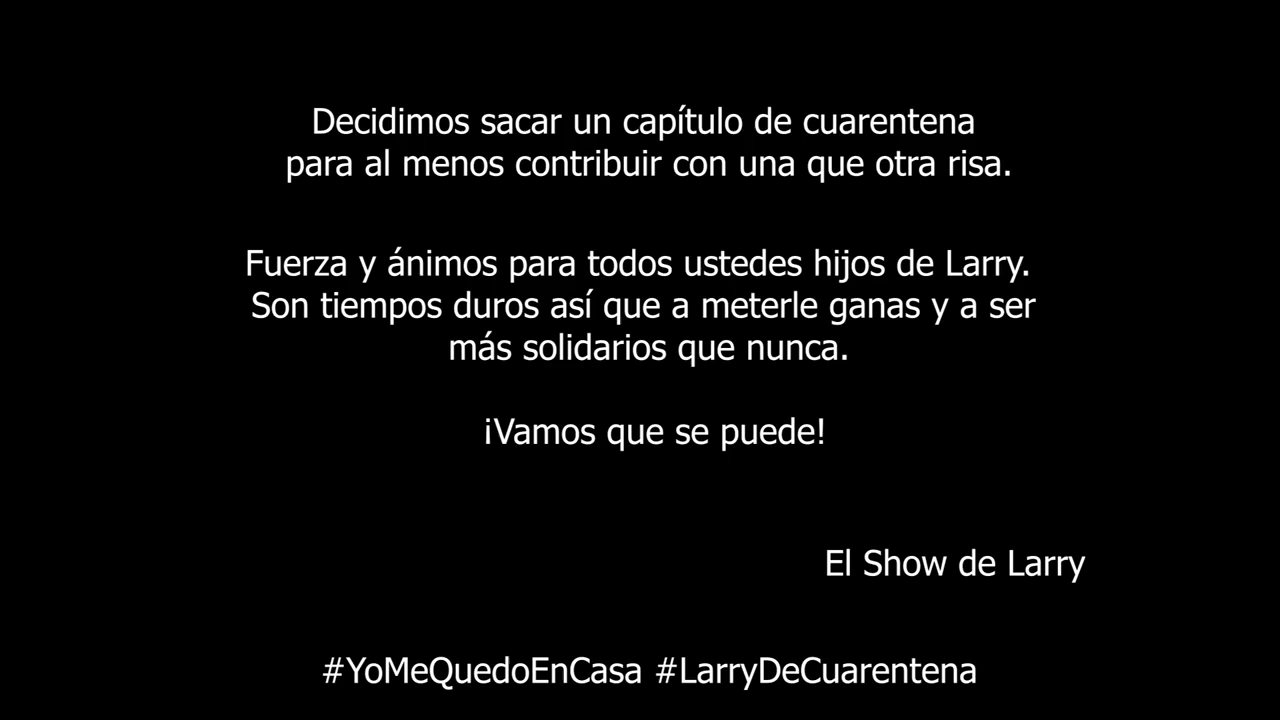 Decidimos sacar un capítulo de cuarentena
para al menos contribuir con una que otra risa.
Fuerza y ánimos para todos ustedes hijos de Larry.
Son tiempos duros así que a meterle ganas y a ser
más solidarios que nunca.
¡Vamos que se puede!
El Show de Larry
#YoMeQuedoEnCasa #LarryDeCuarentena